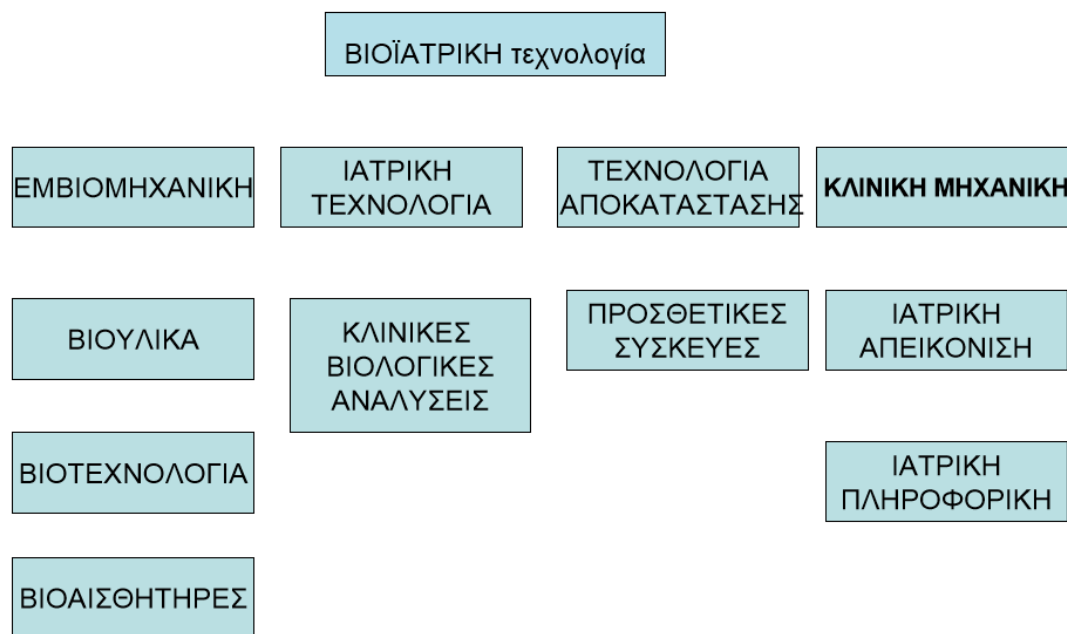 ΒΙΟΪΑΤΡΙΚΗ τεχνολογία
ΕΜΒΙΟΜΗΧΑΝΙΚΗ
ΙΑΤΡΙΚΗ
ΤΕΧΝΟΛΟΓΙΑ
ΤΕΧΝΟΛΟΓΙΑ
ΑΠΟΚΑΤΑΣΤΑΣΗΣ
ΚΛΙΝΙΚΗ ΜΗΧΑΝΙΚΗ
ΒΙΟΥΛΙΚΑ
ΚΛΙΝΙΚΕΣ
ΒΙΟΛΟΓΙΚΕΣ
ΑΝΑΛΥΣΕΙΣ
ΠΡΟΣΘΕΤΙΚΕΣ
ΣΥΣΚΕΥΕΣ
ΙΑΤΡΙΚΗ
ΑΠΕΙΚΟΝΙΣΗ
ΒΙΟΤΕΧΝΟΛΟΓΙΑ
ΙΑΤΡΙΚΗ
ΠΛΗΡΟΦΟΡΙΚΗ
ΒΙΟΑΙΣΘΗΤΗΡΕΣ